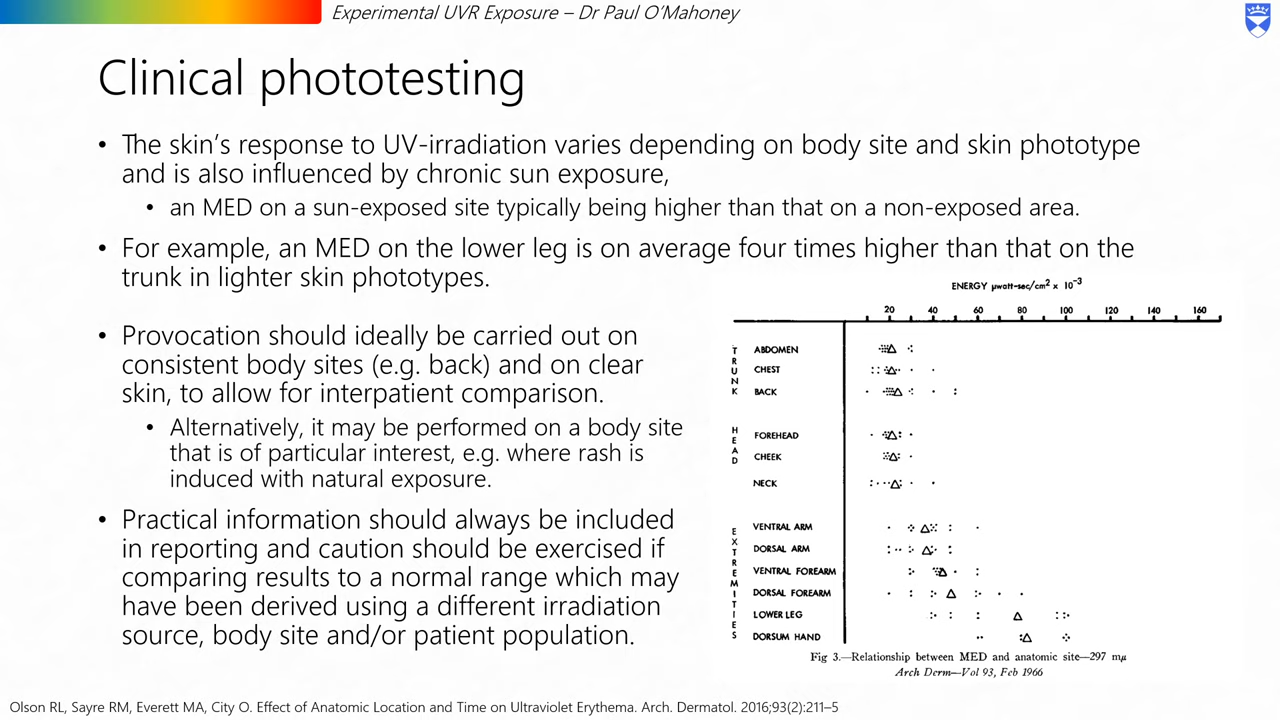 Experimental UVR Exposure – Dr Paul O'Mahoney
Clinical phototesting
• The skin's response to UV-irradiation varies depending on body site and skin phototype
and is also influenced by chronic sun exposure,
• an MED on a sun-exposed site typically being higher than that on a non-exposed area.
• For example, an MED on the lower leg is on average four times higher than that on the
trunk in lighter skin phototypes.
• Provocation should ideally be carried out on
consistent body sites (e.g. back) and on clear
skin, to allow for interpatient comparison.
• Alternatively, it may be performed on a body site
that is of particular interest, e.g. where rash is
induced with natural exposure.
• Practical information should always be included
in reporting and caution should be exercised if
comparing results to a normal range which may
have been derived using a different irradiation
source, body site and/or patient population.
ENERGY µwatt-sec/cm² x 10⁻³
20 40 60 80 100 120 140 160
TRUNK
ABDOMEN
CHEST
BACK
HEAD
FOREHEAD
CHEEK
NECK
EXTREMITIES
VENTRAL ARM
DORSAL ARM
VENTRAL FOREARM
DORSAL FOREARM
LOWER LEG
DORSUM HAND
Fig 3.—Relationship between MED and anatomic site—297 mµ
Arch Derm—Vol 93, Feb 1966
Olson RL, Sayre RM, Everett MA, City O. Effect of Anatomic Location and Time on Ultraviolet Erythema. Arch. Dermatol. 2016;93(2):211–5